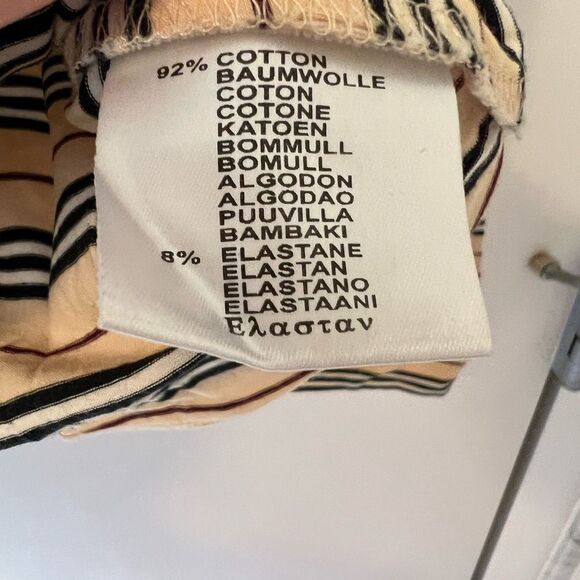 92% COTTON
BAUMWOLLE
COTON
COTONE
KATOEN
BOMMULL
BOMULL
ALGODON
ALGODAO
PUUVILLA
BAMBAKI
8% ELASTANE
ELASTAN
ELASTANO
ELASTAANI
Ελασταν